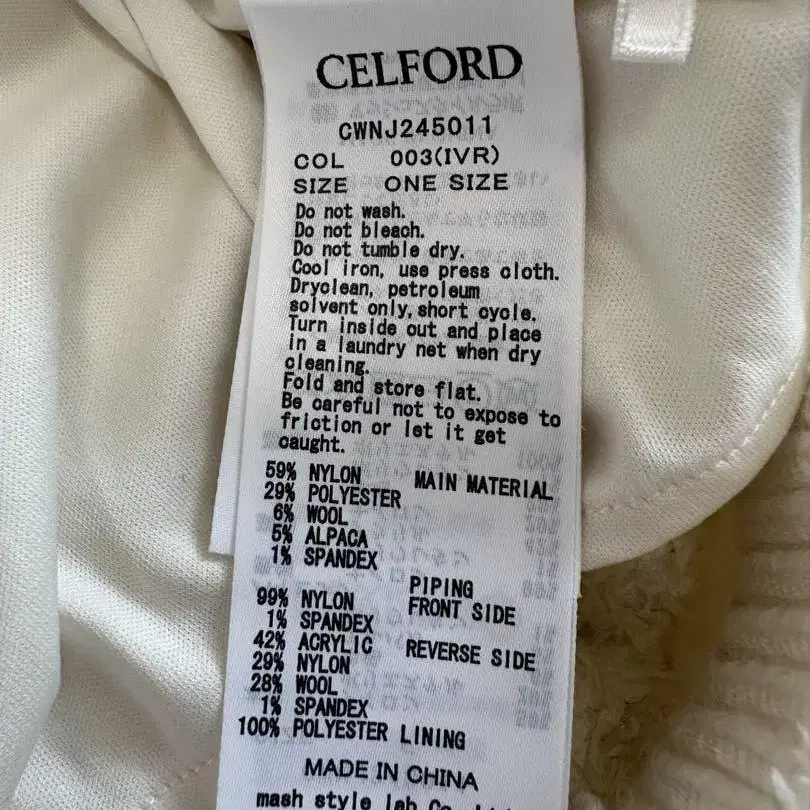 CELFORD
CWNJ245011
COL 003(IVR)
SIZE ONE SIZE
Do not wash.
Do not bleach.
Do not tumble dry.
Cool iron, use press cloth.
Dryclean, petroleum
solvent only,short cycle.
Turn inside out and place
in a laundry net when dry
cleaning.
Fold and store flat.
Be careful not to expose to
friction or let it get
caught.
59% NYLON MAIN MATERIAL
29% POLYESTER
6% WOOL
5% ALPACA
1% SPANDEX
PIPING
99% NYLON FRONT SIDE
1% SPANDEX
42% ACRYLIC REVERSE SIDE
29% NYLON
28% WOOL
1% SPANDEX
100% POLYESTER LINING
MADE IN CHINA
mash style lab Co.